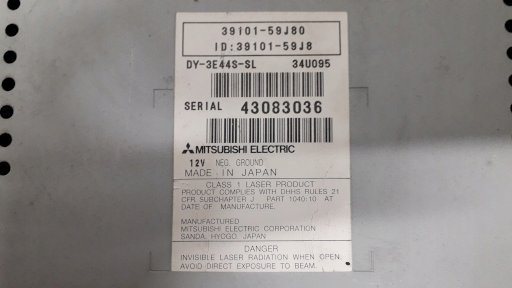 39101-59J80
ID:39101-59J8
DY-3E44S-SL 34U095
SERIAL 43083036
MITSUBISHI ELECTRIC
12V NEG. GROUND
MADE IN JAPAN
CLASS 1 LASER PRODUCT
PRODUCT COMPLIES WITH DHHS RULES 21
CFR SUBCHAPTER J PART 1040:10 AT
DATE OF MANUFACTURE.
MANUFACTURED
MITSUBISHI ELECTRIC CORPORATION
SANDA, HYOGO, JAPAN
DANGER
INVISIBLE LASER RADIATION WHEN OPEN.
AVOID DIRECT EXPOSURE TO BEAM.